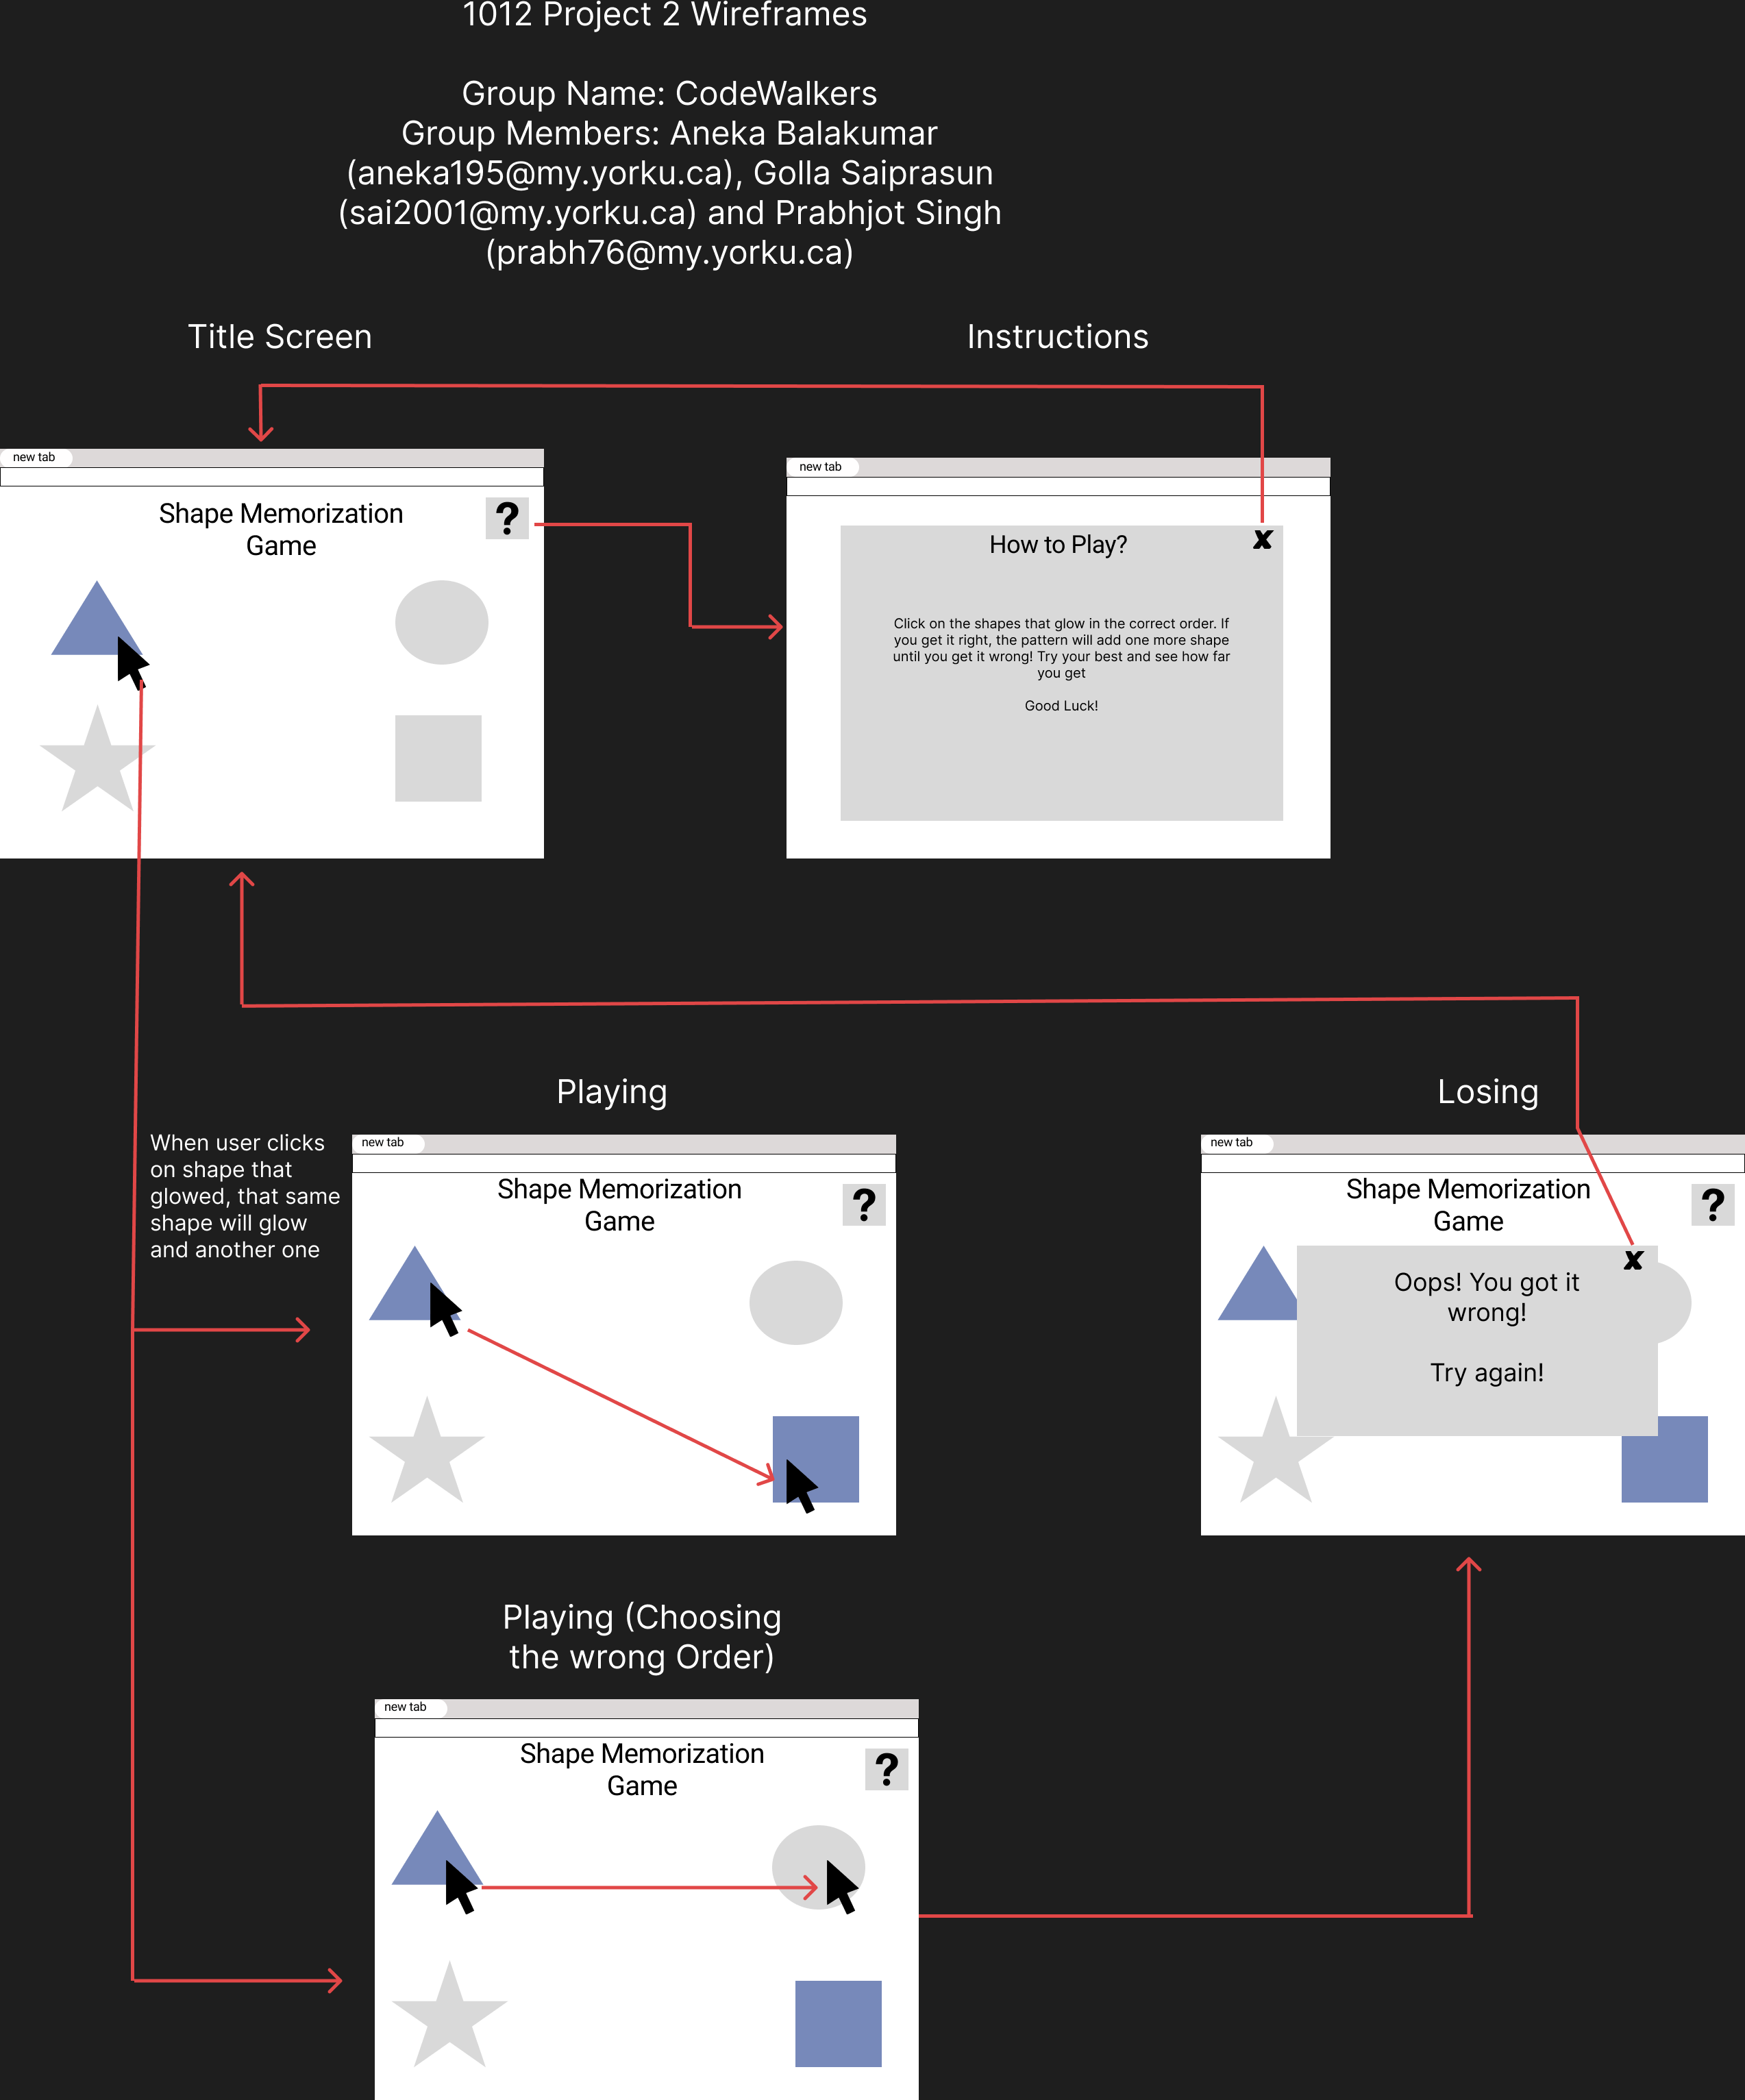 1012 Project 2 Wireframes
Group Name: CodeWalkers
Group Members: Aneka Balakumar
(aneka195@my.yorku.ca), Golla Saiprasun
(sai2001@my.yorku.ca) and Prabhjot Singh
(prabh76@my.yorku.ca)
Title Screen
Instructions
new tab
Shape Memorization
Game
?
new tab
How to Play?
x
Click on the shapes that glow in the correct order. If
you get it right, the pattern will add one more shape
until you get it wrong! Try your best and see how far
you get
Good Luck!
Playing
Losing
When user clicks
on shape that
glowed, that same
shape will glow
and another one
new tab
Shape Memorization
Game
?
new tab
Shape Memorization
Game
?
x
Oops! You got it
wrong!
Try again!
Playing (Choosing
the wrong Order)
new tab
Shape Memorization
Game
?